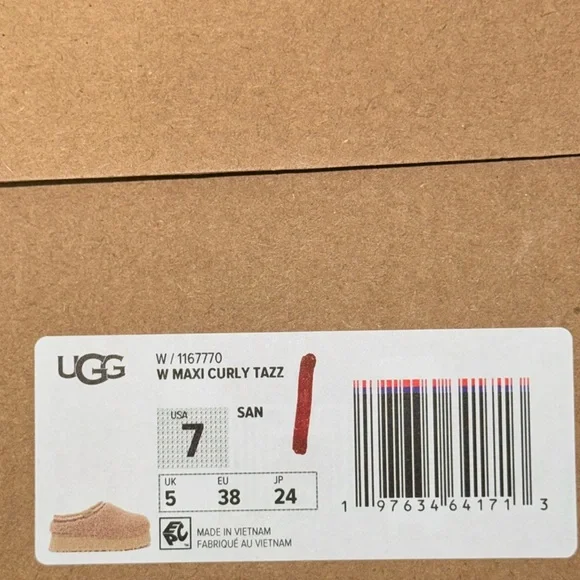 UGG
W / 1167770
W MAXI CURLY TAZZ
USA
7
SAN
UK
5
EU
38
JP
24
MADE IN VIETNAM
FABRIQUÉ AU VIETNAM
1 97634 64171 3